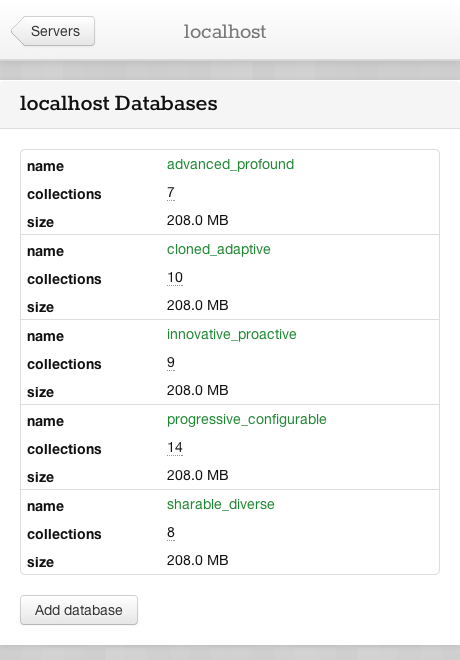 Servers
localhost
localhost Databases
name advanced_profound
collections 7
size 208.0 MB
name cloned_adaptive
collections 10
size 208.0 MB
name innovative_proactive
collections 9
size 208.0 MB
name progressive_configurable
collections 14
size 208.0 MB
name sharable_diverse
collections 8
size 208.0 MB
Add database